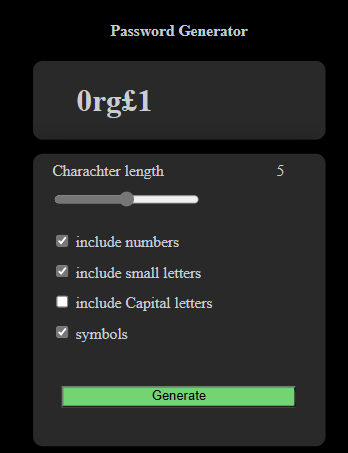 Password Generator
0rg£1
Charachter length 5
include numbers
include small letters
include Capital letters
symbols
Generate